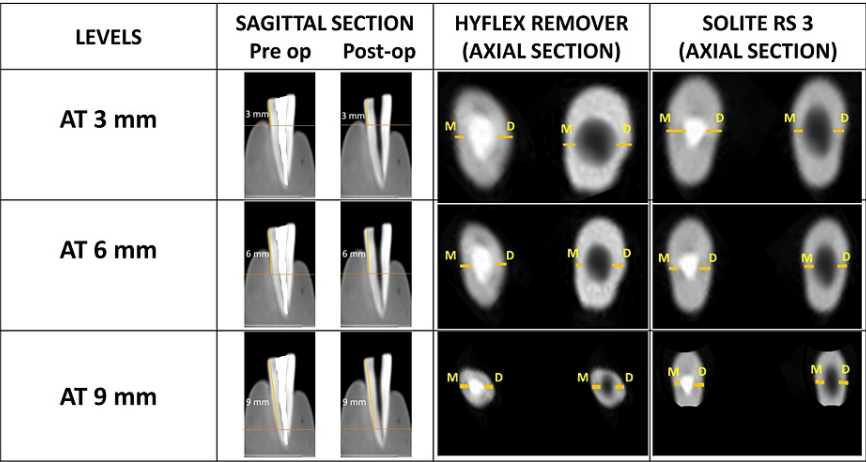 LEVELS
SAGITTAL SECTION
Pre op Post-op
HYFLEX REMOVER
(AXIAL SECTION)
SOLITE RS 3
(AXIAL SECTION)
AT 3 mm
3 mm 3 mm
M D M D M D M D
AT 6 mm
6 mm 6 mm
M D M D M D M D
AT 9 mm
9 mm 9 mm
M D M D M D M D